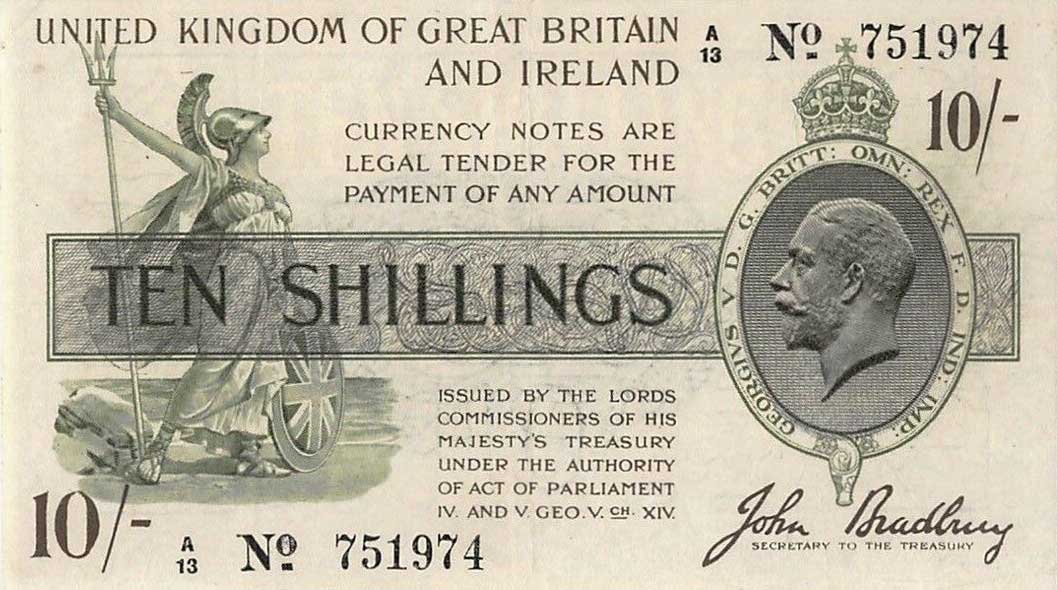 UNITED KINGDOM OF GREAT BRITAIN
AND IRELAND
A
13
Nº 751974
10/-
CURRENCY NOTES ARE
LEGAL TENDER FOR THE
PAYMENT OF ANY AMOUNT
TEN SHILLINGS
GEORGIVS V D. G. BRITT: OMN: REX F. D. IND: IMP:
ISSUED BY THE LORDS
COMMISSIONERS OF HIS
MAJESTY'S TREASURY
UNDER THE AUTHORITY
OF ACT OF PARLIAMENT
IV. AND V. GEO. V. CH. XIV.
10/-
A
13
Nº 751974
John Bradbury
SECRETARY TO THE TREASURY